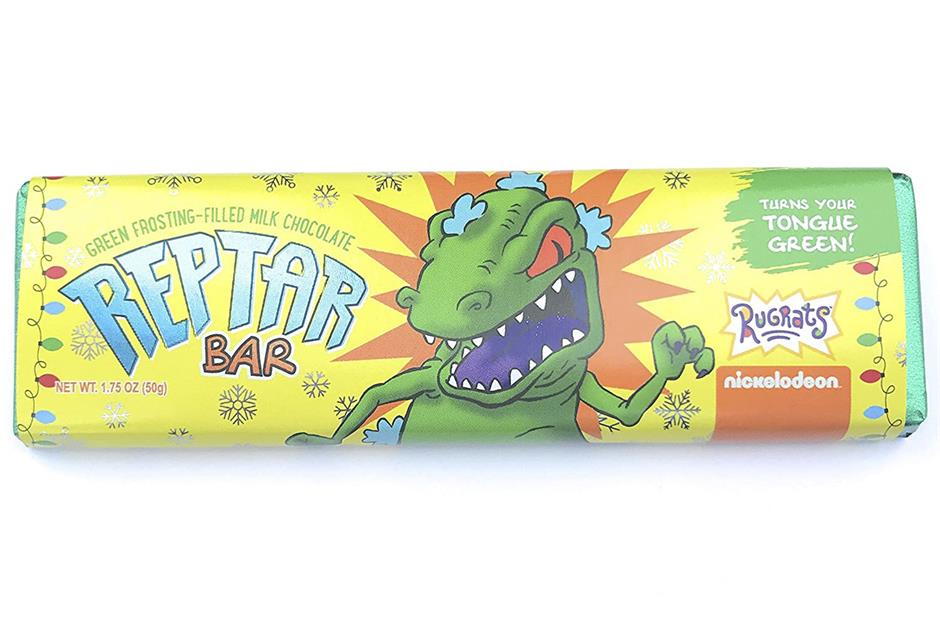 GREEN FROSTING-FILLED MILK CHOCOLATE
REPTAR
BAR
NET WT. 1.75 OZ (50g)
TURNS YOUR
TONGUE
GREEN!
RUGRATS
nickelodeon